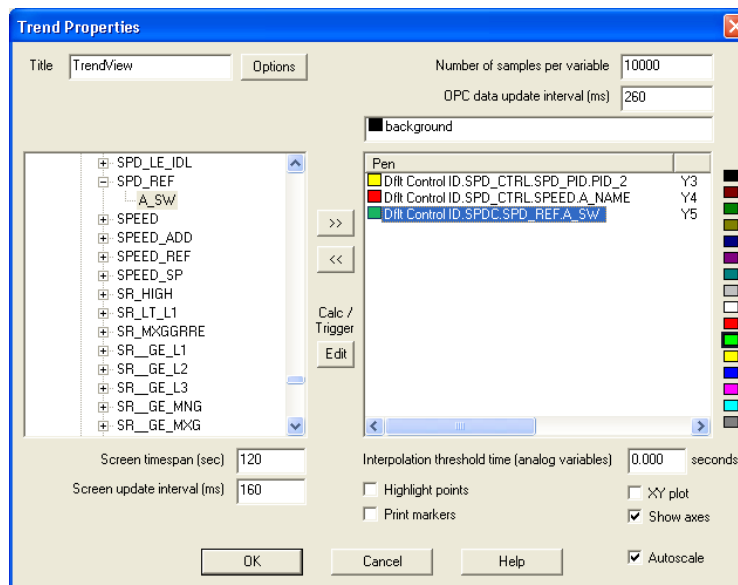 Trend Properties
Title TrendView Options
Number of samples per variable 10000
OPC data update interval (ms) 260
background
SPD_LE_IDL
SPD_REF
A_SW
SPEED
SPEED_ADD
SPEED_REF
SPEED_SP
SR_HIGH
SR_LT_L1
SR_MXGGRRE
SR__GE_L1
SR__GE_L2
SR__GE_L3
SR__GE_MNG
SR__GE_MXG
>>
<<
Calc /
Trigger
Edit
Pen
Dflt Control ID.SPD_CTRL.SPD_PID.PID_2 Y3
Dflt Control ID.SPD_CTRL.SPEED.A_NAME Y4
Dflt Control ID.SPDC.SPD_REF.A_SW Y5
Screen timespan (sec) 120
Screen update interval (ms) 160
Interpolation threshold time (analog variables) 0.000 seconds
Highlight points
Print markers
XY plot
Show axes
Autoscale
OK Cancel Help